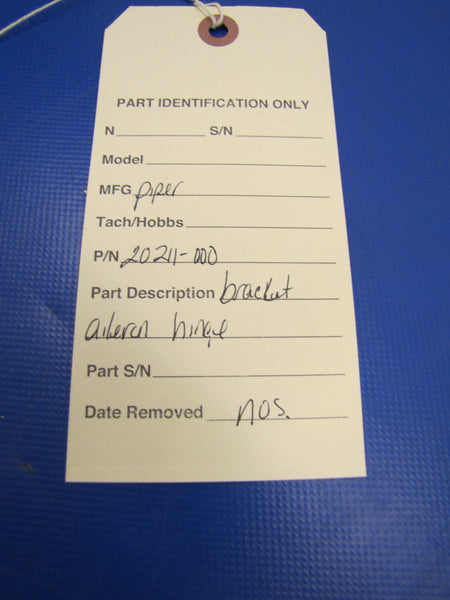 PART IDENTIFICATION ONLY
N S/N
Model
MFG piper
Tach/Hobbs
P/N 20211-000
Part Description bracket
aileron hinge
Part S/N
Date Removed nos.